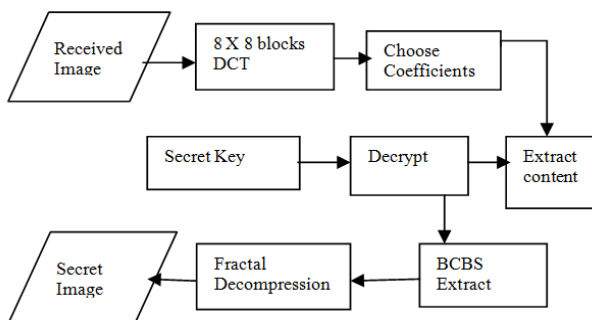 Received
Image
8 X 8 blocks
DCT
Choose
Coefficients
Secret Key
Decrypt
Extract
content
Secret
Image
Fractal
Decompression
BCBS
Extract